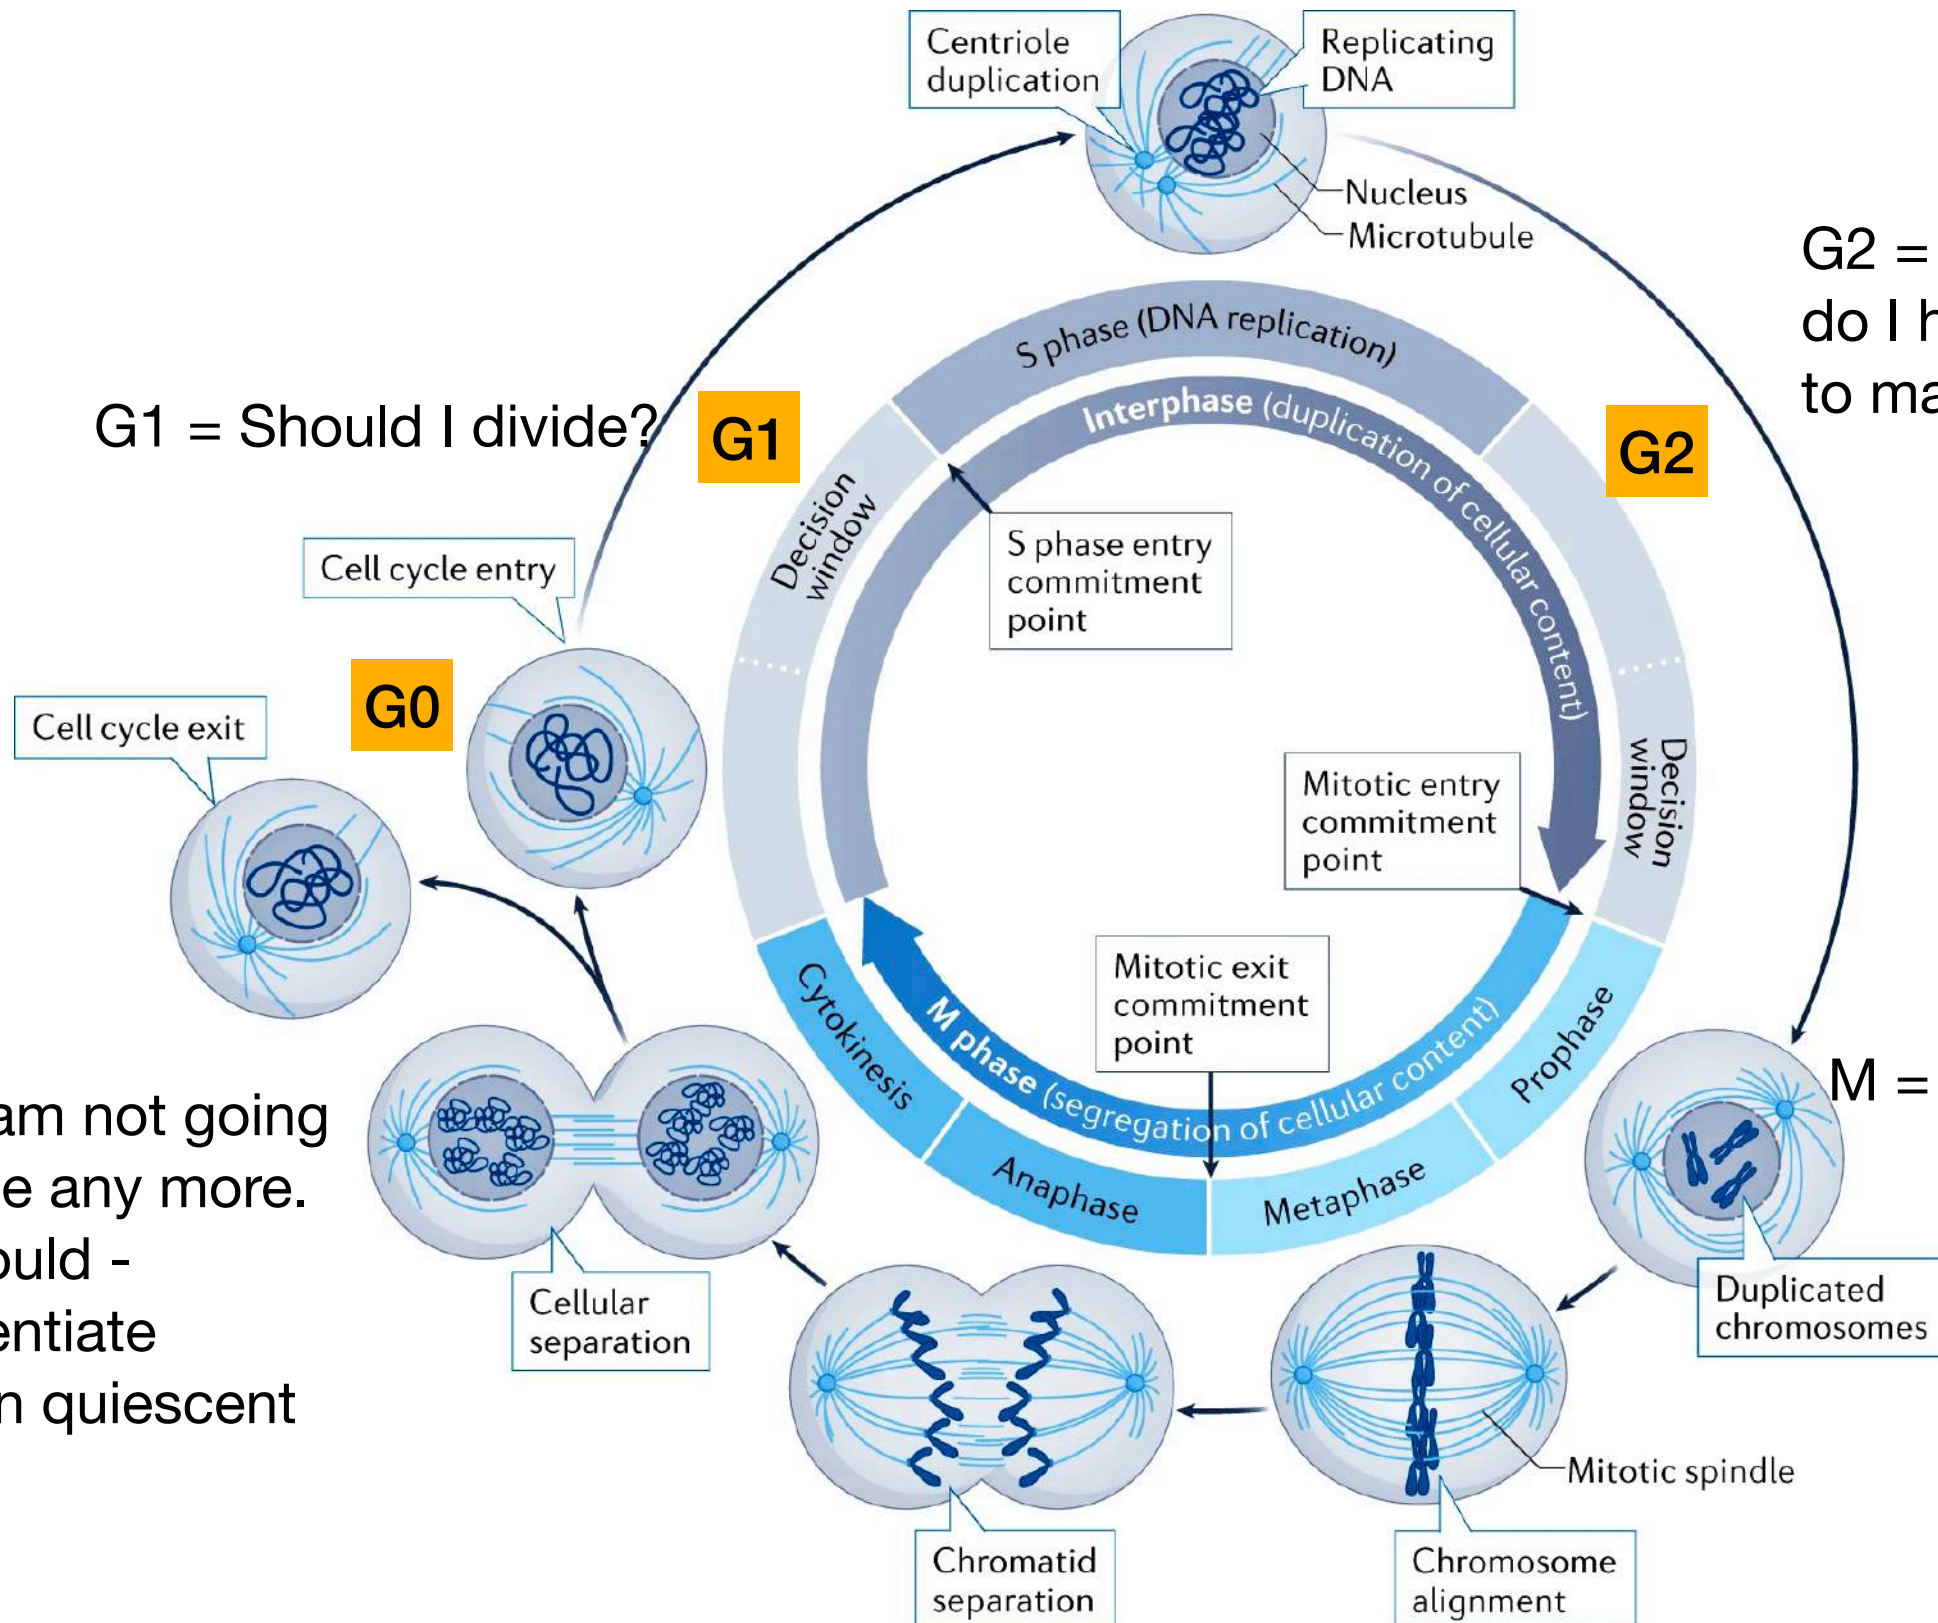 Centriole
duplication
Replicating
DNA
Nucleus
Microtubule
G2 =
do I h
to ma
S phase (DNA replication)
Interphase (duplication of cellular content)
G1 = Should I divide?
G1
G2
Decision
window
S phase entry
commitment
point
Cell cycle entry
G0
Cell cycle exit
Decision
window
Mitotic entry
commitment
point
Mitotic exit
commitment
point
M phase (segregation of cellular content)
Cytokinesis
Anaphase
Metaphase
Prophase
M =
am not going
e any more.
ould -
entiate
n quiescent
Cellular
separation
Duplicated
chromosomes
Mitotic spindle
Chromatid
separation
Chromosome
alignment